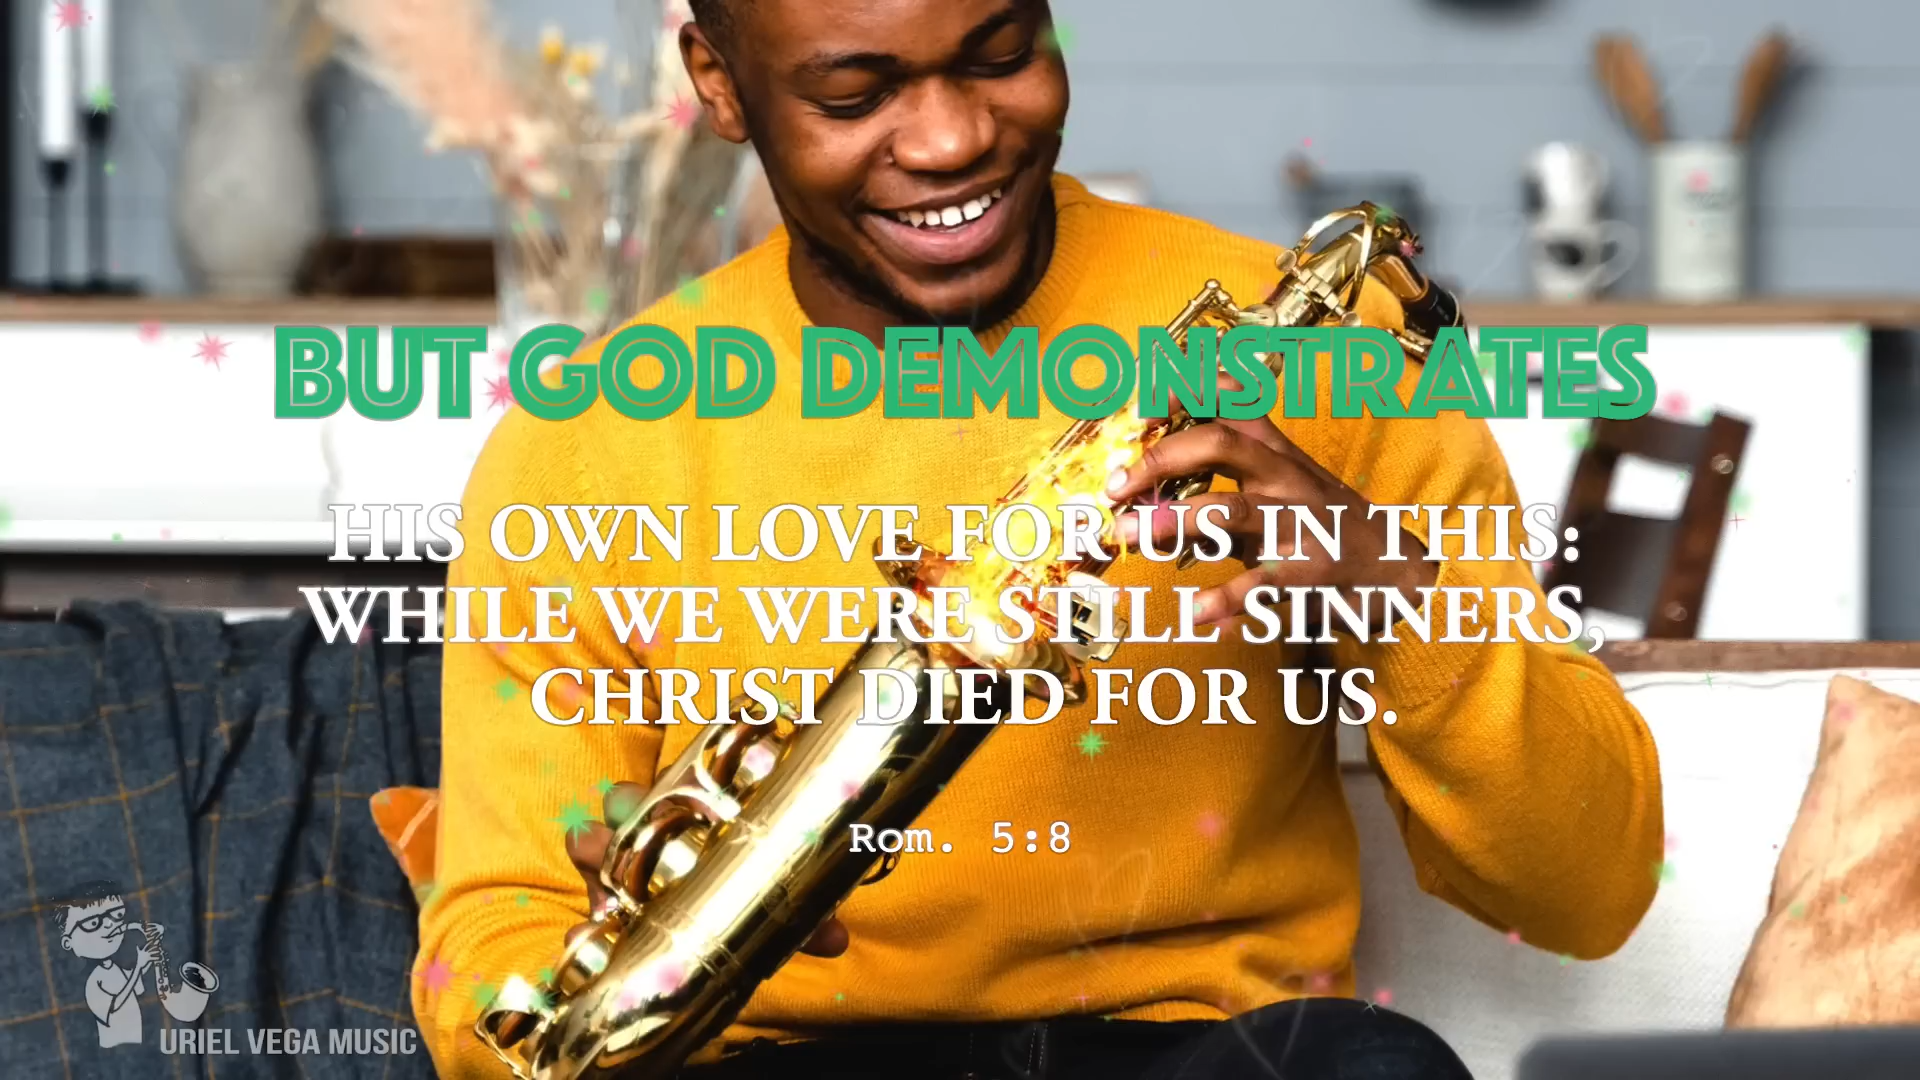 BUT GOD DEMONSTRATES
HIS OWN LOVE FOR US IN THIS:
WHILE WE WERE STILL SINNERS,
CHRIST DIED FOR US.
Rom. 5:8
URIEL VEGA MUSIC